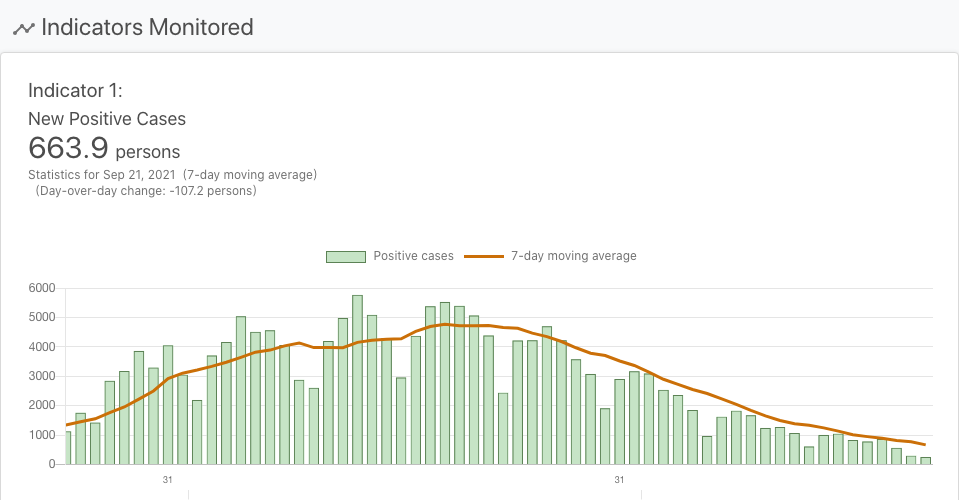 Indicators Monitored
Indicator 1:
New Positive Cases
663.9 persons
Statistics for Sep 21, 2021 (7-day moving average)
(Day-over-day change: -107.2 persons)
Positive cases 7-day moving average
6000
5000
4000
3000
2000
1000
0
31 31